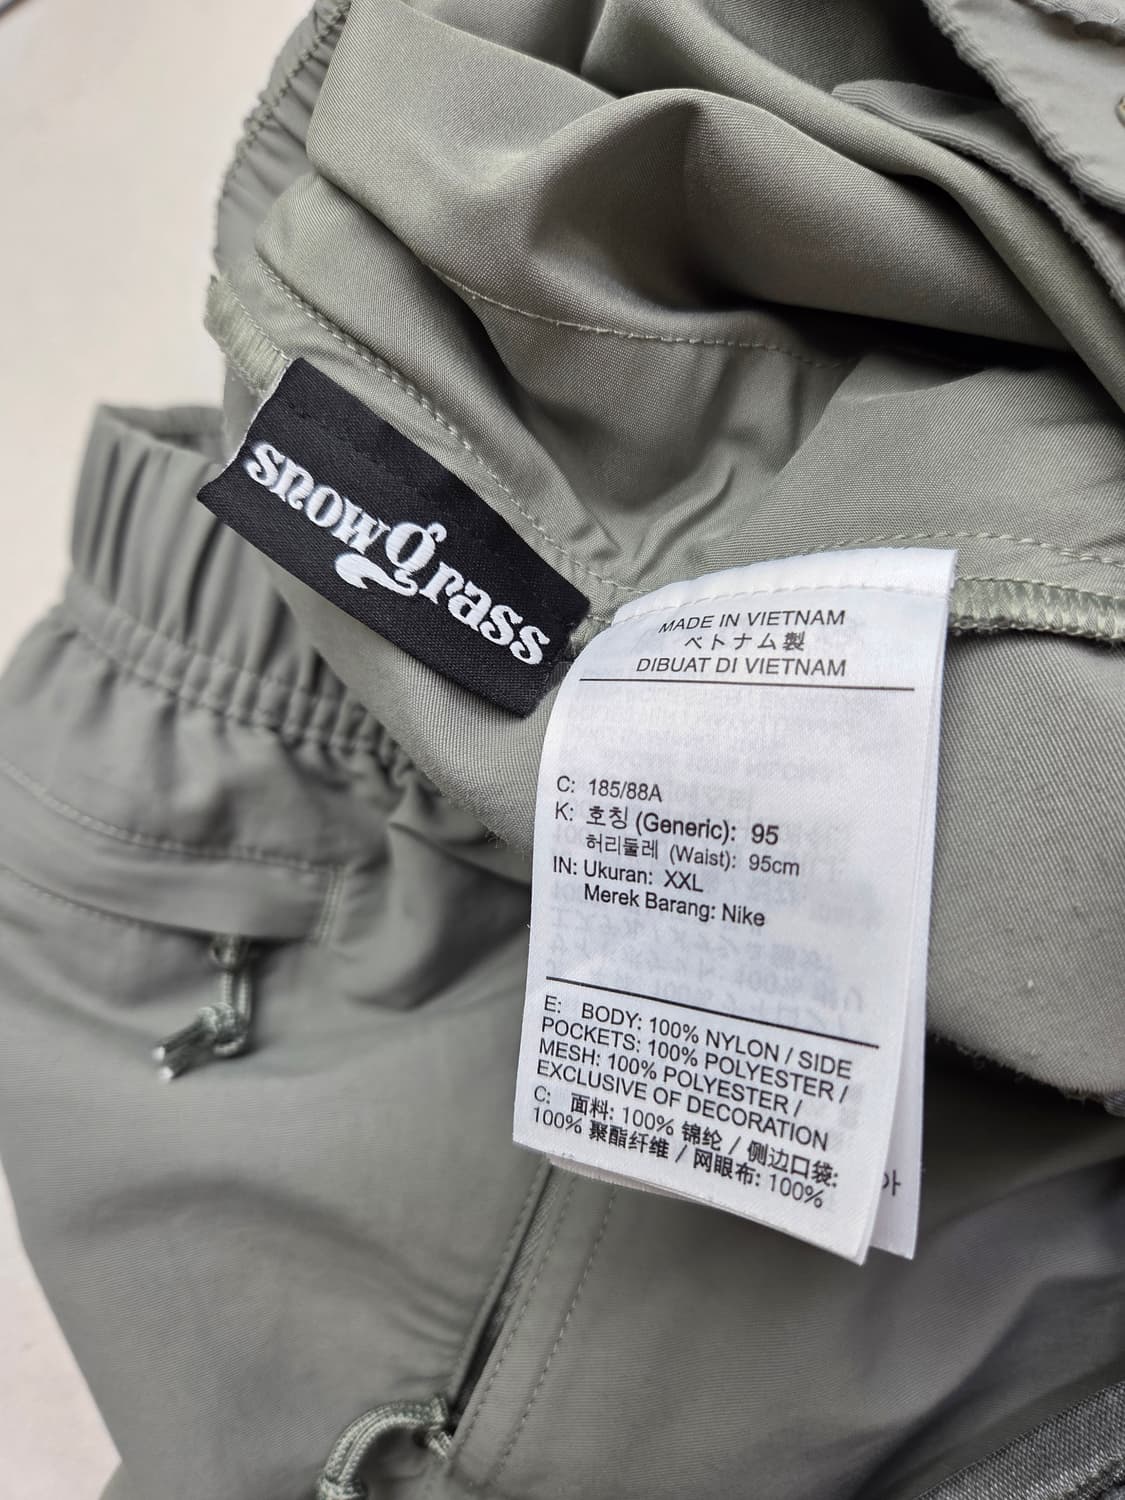 snowgrass
MADE IN VIETNAM
ベトナム製
DIBUAT DI VIETNAM
C: 185/88A
K: 호칭 (Generic): 95
허리둘레 (Waist): 95cm
IN: Ukuran: XXL
Merek Barang: Nike
E: BODY: 100% NYLON / SIDE
POCKETS: 100% POLYESTER /
MESH: 100% POLYESTER /
EXCLUSIVE OF DECORATION
C: 面料: 100% 锦纶 / 侧边口袋:
100% 聚酯纤维 / 网眼布: 100%